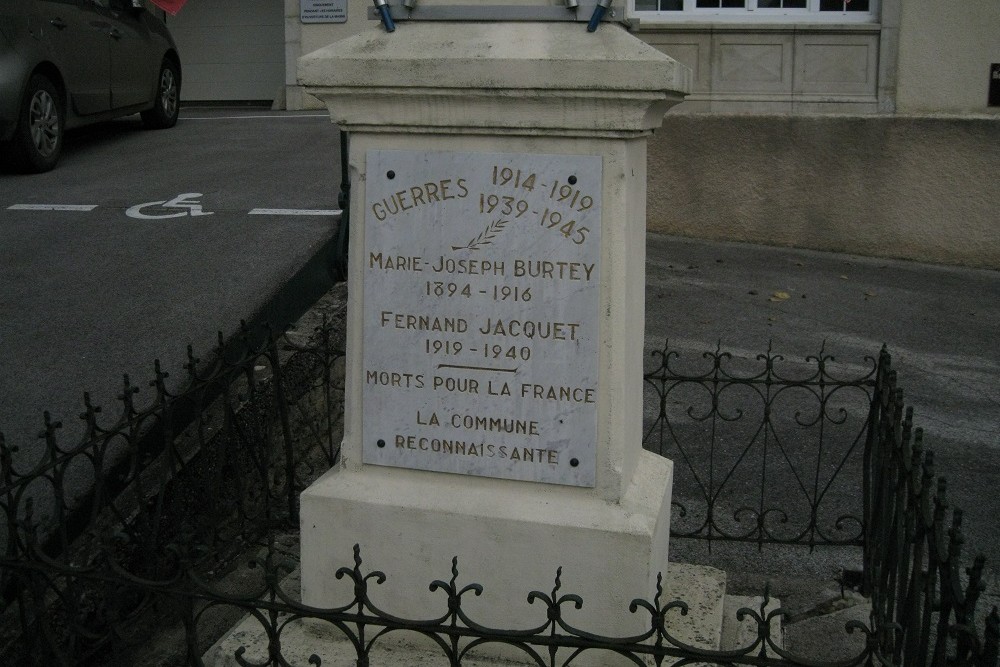 GUERRES 1914-1919
1939-1945
MARIE-JOSEPH BURTEY
1894-1916
FERNAND JACQUET
1919-1940
MORTS POUR LA FRANCE
LA COMMUNE
RECONNAISSANTE